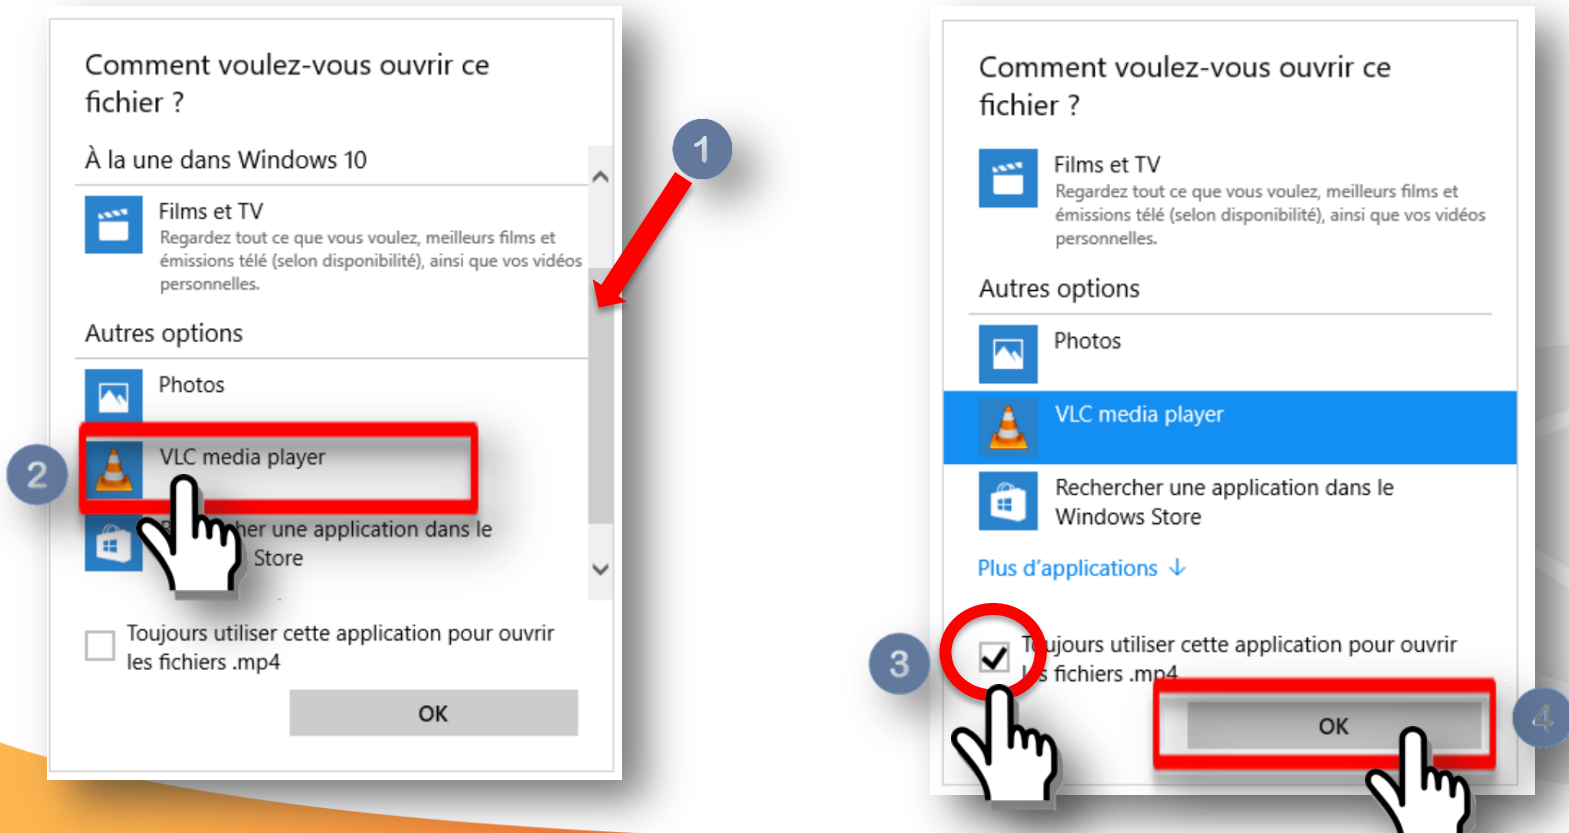 Comment voulez-vous ouvrir ce
fichier ?
À la une dans Windows 10
Films et TV
Regardez tout ce que vous voulez, meilleurs films et
émissions télé (selon disponibilité), ainsi que vos vidéos
personnelles.
Autres options
Photos
VLC media player
her une application dans le
Store
Toujours utiliser cette application pour ouvrir
les fichiers .mp4
OK
1
2
Comment voulez-vous ouvrir ce
fichier ?
Films et TV
Regardez tout ce que vous voulez, meilleurs films et
émissions télé (selon disponibilité), ainsi que vos vidéos
personnelles.
Autres options
Photos
VLC media player
Rechercher une application dans le
Windows Store
Plus d'applications ↓
Toujours utiliser cette application pour ouvrir
les fichiers .mp4
OK
3
4